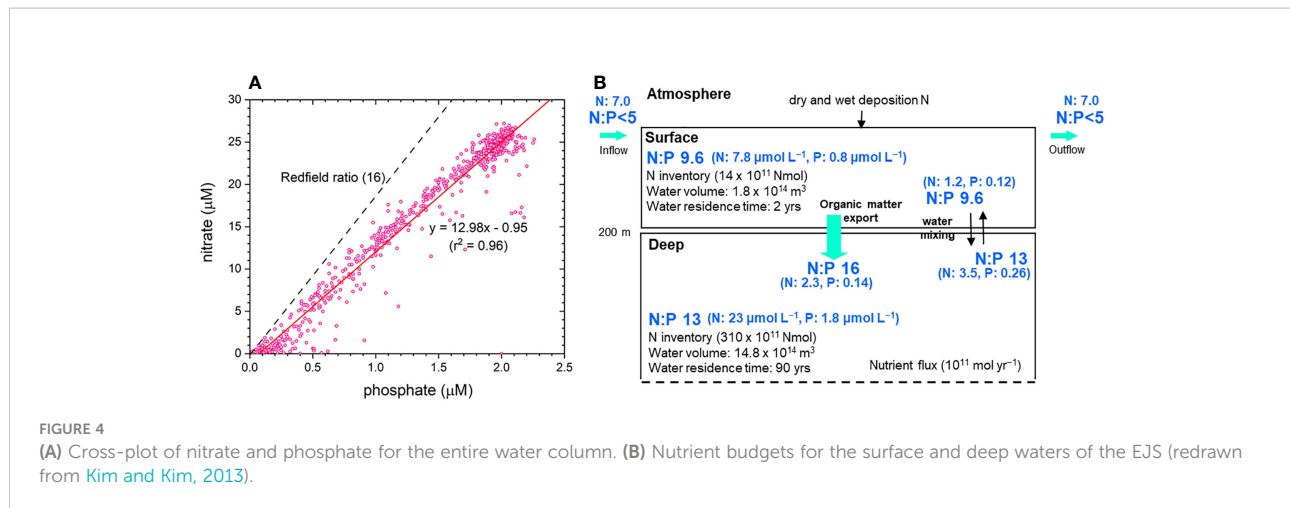 A
30
25
20
15
10
5
0
nitrate (μM)
Redfield ratio (16)
y = 12.98x - 0.95
(r² = 0.96)
0.0 0.5 1.0 1.5 2.0 2.5
phosphate (μM)
B
N: 7.0
N:P<5
Inflow
Atmosphere
dry and wet deposition N
N: 7.0
N:P<5
Outflow
Surface
N:P 9.6 (N: 7.8 μmol L⁻¹, P: 0.8 μmol L⁻¹)
N inventory (14 x 10¹¹ Nmol)
Water volume: 1.8 x 10¹⁴ m³
Water residence time: 2 yrs
(N: 1.2, P: 0.12)
N:P 9.6
Organic matter
export
water
mixing
200 m
Deep
N:P 16
(N: 2.3, P: 0.14)
N:P 13
(N: 3.5, P: 0.26)
N:P 13 (N: 23 μmol L⁻¹, P: 1.8 μmol L⁻¹)
N inventory (310 x 10¹¹ Nmol)
Water volume: 14.8 x 10¹⁴ m³
Water residence time: 90 yrs
Nutrient flux (10¹¹ mol yr⁻¹)
FIGURE 4
(A) Cross-plot of nitrate and phosphate for the entire water column. (B) Nutrient budgets for the surface and deep waters of the EJS (redrawn
from Kim and Kim, 2013).